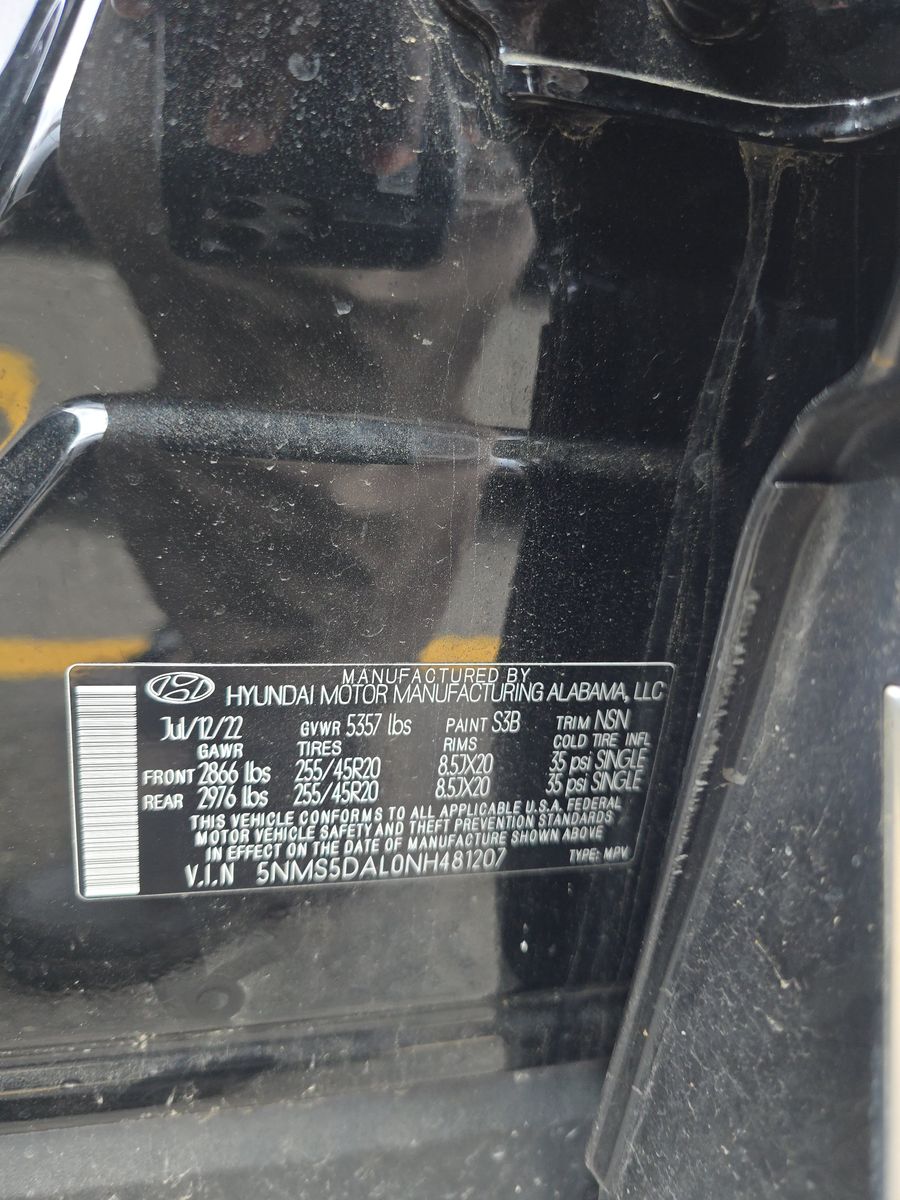 MANUFACTURED BY
HYUNDAI MOTOR MANUFACTURING ALABAMA, LLC
Jul/12/22 GVWR 5357 lbs PAINT S3B TRIM NSN
GAWR TIRES RIMS COLD TIRE INFL
FRONT 2866 lbs 255/45R20 8.5JX20 35 psi SINGLE
REAR 2976 lbs 255/45R20 8.5JX20 35 psi SINGLE
THIS VEHICLE CONFORMS TO ALL APPLICABLE U.S.A. FEDERAL
MOTOR VEHICLE SAFETY AND THEFT PREVENTION STANDARDS
IN EFFECT ON THE DATE OF MANUFACTURE SHOWN ABOVE
V.I.N 5NMS5DAL0NH481207 TYPE: MPV